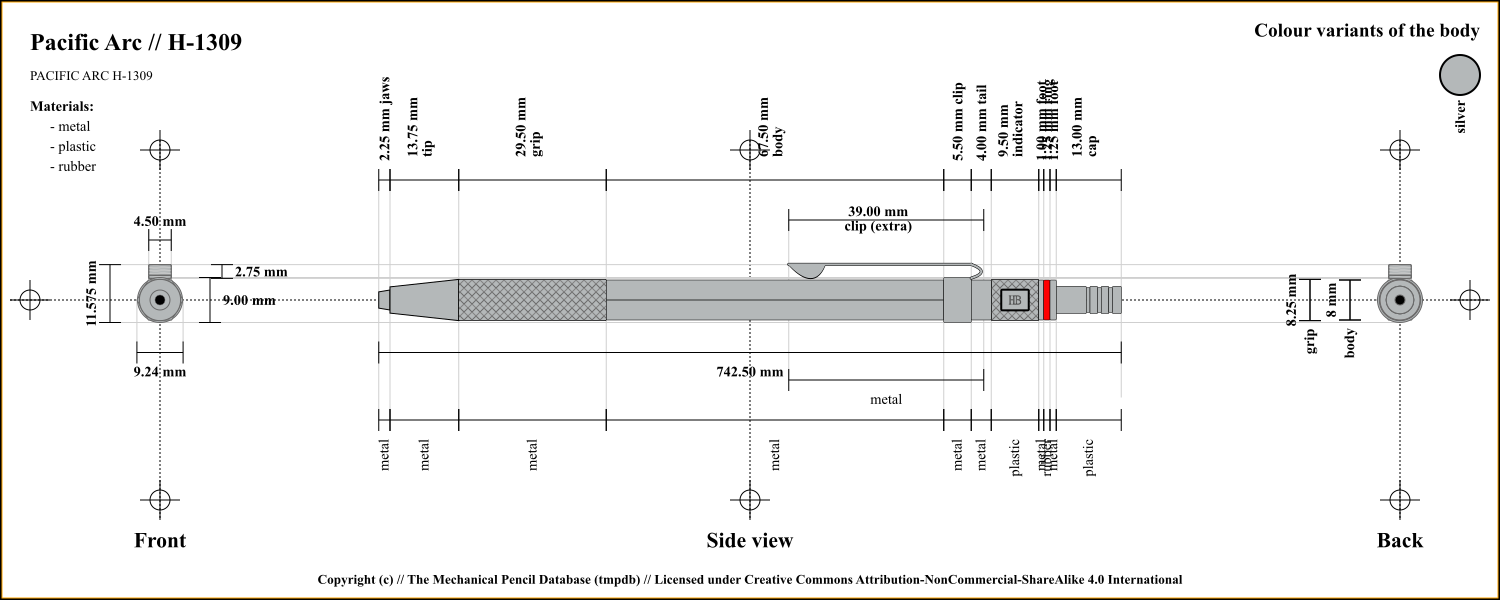 Pacific Arc // H-1309
PACIFIC ARC H-1309
Materials:
- metal
- plastic
- rubber
Colour variants of the body
silver
2.25 mm jaws
13.75 mm
tip
29.50 mm
grip
67.50 mm
body
5.50 mm clip
4.00 mm tail
9.50 mm
indicator
1.00 mm foot
1.25 mm foot
13.00 mm
cap
39.00 mm
clip (extra)
4.50 mm
2.75 mm
11.575 mm
9.00 mm
9.24 mm
HB
8.25 mm
grip
8 mm
body
742.50 mm
metal
metal
metal
metal
metal
metal
metal
plastic
metal
rubber
metal
plastic
Front
Side view
Back
Copyright (c) // The Mechanical Pencil Database (tmpdb) // Licensed under Creative Commons Attribution-NonCommercial-ShareAlike 4.0 International